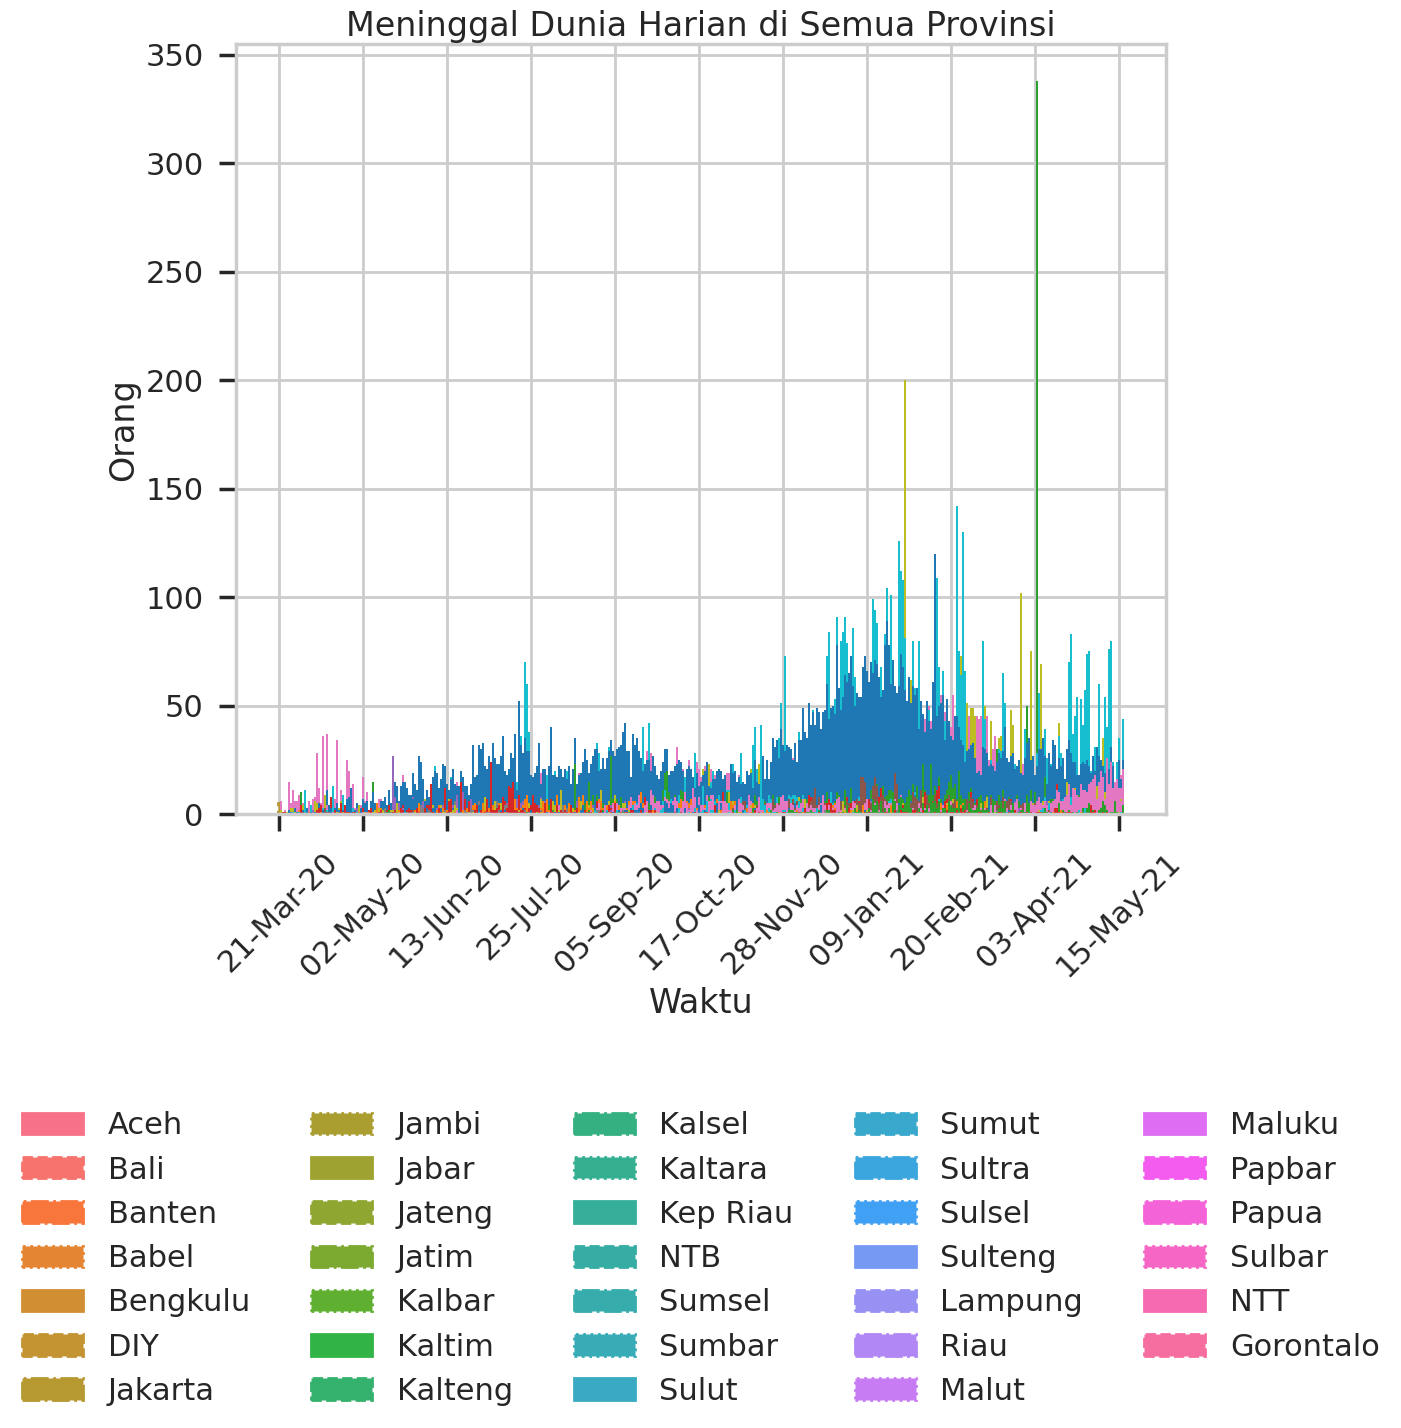 Meninggal Dunia Harian di Semua Provinsi
350
300
250
200
150
100
50
0
Orang
21-Mar-20
02-May-20
13-Jun-20
25-Jul-20
05-Sep-20
17-Oct-20
28-Nov-20
09-Jan-21
20-Feb-21
03-Apr-21
15-May-21
Waktu
Aceh
Bali
Banten
Babel
Bengkulu
DIY
Jakarta
Jambi
Jabar
Jateng
Jatim
Kalbar
Kaltim
Kalteng
Kalsel
Kaltara
Kep Riau
NTB
Sumsel
Sumbar
Sulut
Sumut
Sultra
Sulsel
Sulteng
Lampung
Riau
Malut
Maluku
Papbar
Papua
Sulbar
NTT
Gorontalo